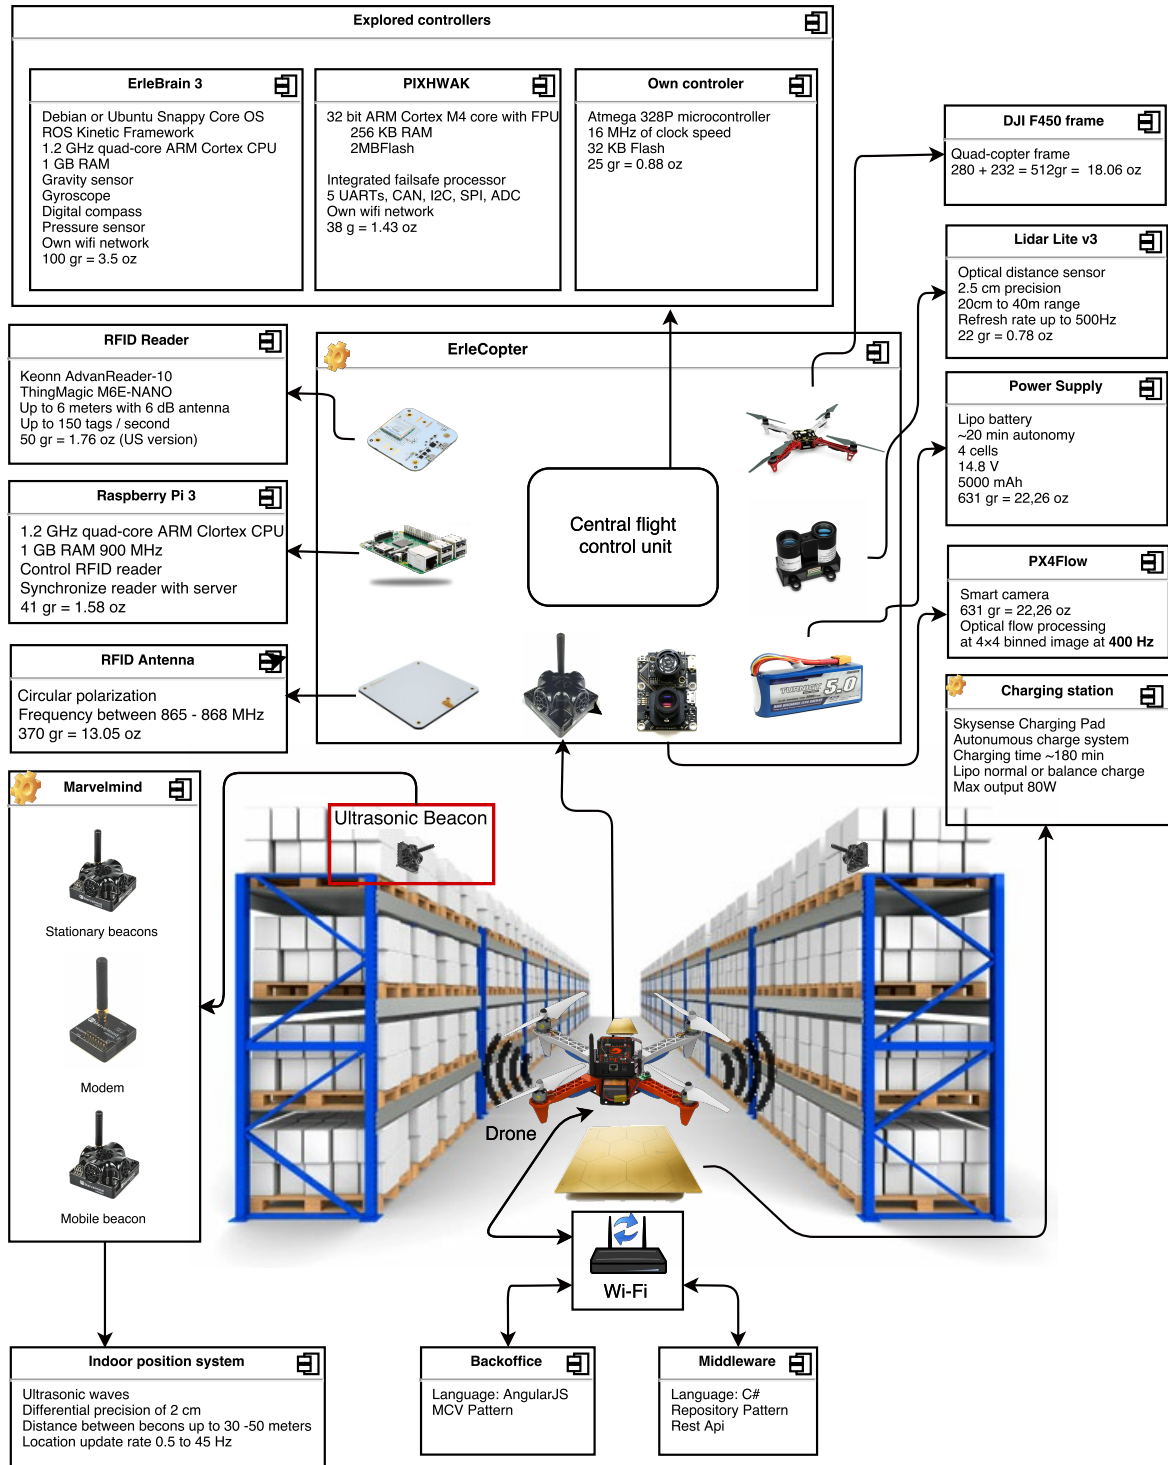 Explored controllers
ErleBrain 3
Debian or Ubuntu Snappy Core OS
ROS Kinetic Framework
1.2 GHz quad-core ARM Cortex CPU
1 GB RAM
Gravity sensor
Gyroscope
Digital compass
Pressure sensor
Own wifi network
100 gr = 3.5 oz
PIXHWAK
32 bit ARM Cortex M4 core with FPU
256 KB RAM
2MBFlash
Integrated failsafe processor
5 UARTs, CAN, I2C, SPI, ADC
Own wifi network
38 g = 1.43 oz
Own controler
Atmega 328P microcontroller
16 MHz of clock speed
32 KB Flash
25 gr = 0.88 oz
DJI F450 frame
Quad-copter frame
280 + 232 = 512gr = 18.06 oz
Lidar Lite v3
Optical distance sensor
2.5 cm precision
20cm to 40m range
Refresh rate up to 500Hz
22 gr = 0.78 oz
RFID Reader
Keonn AdvanReader-10
ThingMagic M6E-NANO
Up to 6 meters with 6 dB antenna
Up to 150 tags / second
50 gr = 1.76 oz (US version)
ErleCopter
Central flight
control unit
TURNIGY 5.0
Power Supply
Lipo battery
~20 min autonomy
4 cells
14.8 V
5000 mAh
631 gr = 22,26 oz
Raspberry Pi 3
1.2 GHz quad-core ARM Clortex CPU
1 GB RAM 900 MHz
Control RFID reader
Synchronize reader with server
41 gr = 1.58 oz
PX4Flow
Smart camera
631 gr = 22,26 oz
Optical flow processing
at 4×4 binned image at 400 Hz
RFID Antenna
Circular polarization
Frequency between 865 - 868 MHz
370 gr = 13.05 oz
Charging station
Skysense Charging Pad
Autonumous charge system
Charging time ~180 min
Lipo normal or balance charge
Max output 80W
Marvelmind
Stationary beacons
Modem
Mobile beacon
Ultrasonic Beacon
Drone
Wi-Fi
Indoor position system
Ultrasonic waves
Differential precision of 2 cm
Distance between becons up to 30 -50 meters
Location update rate 0.5 to 45 Hz
Backoffice
Language: AngularJS
MCV Pattern
Middleware
Language: C#
Repository Pattern
Rest Api